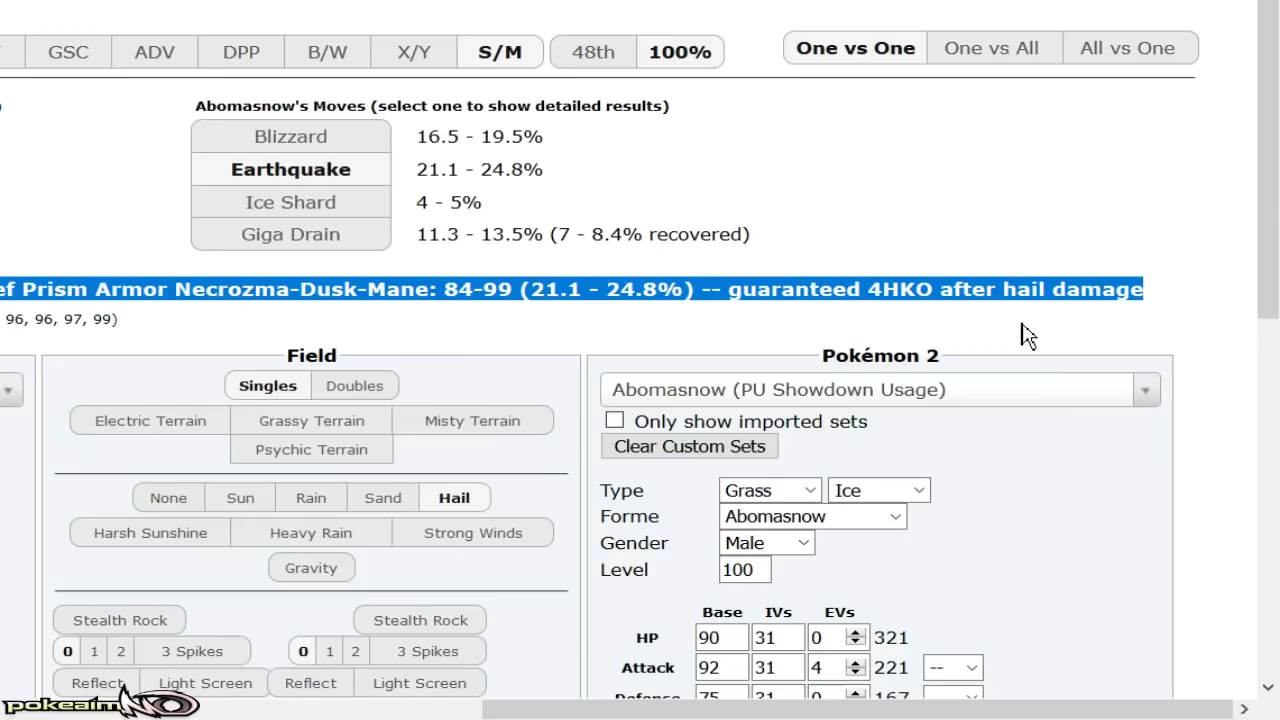 GSC ADV DPP B/W X/Y S/M 48th 100% One vs One One vs All All vs One
Abomasnow's Moves (select one to show detailed results)
Blizzard 16.5 - 19.5%
Earthquake 21.1 - 24.8%
Ice Shard 4 - 5%
Giga Drain 11.3 - 13.5% (7 - 8.4% recovered)
ef Prism Armor Necrozma-Dusk-Mane: 84-99 (21.1 - 24.8%) -- guaranteed 4HKO after hail damage
96, 96, 97, 99)
Field
Singles Doubles
Electric Terrain Grassy Terrain Misty Terrain
Psychic Terrain
None Sun Rain Sand Hail
Harsh Sunshine Heavy Rain Strong Winds
Gravity
Stealth Rock Stealth Rock
0 1 2 3 Spikes 0 1 2 3 Spikes
Reflect Light Screen Reflect Light Screen
Pokémon 2
Abomasnow (PU Showdown Usage)
Only show imported sets
Clear Custom Sets
Type Grass Ice
Forme Abomasnow
Gender Male
Level 100
Base IVs EVs
HP 90 31 0 321
Attack 92 31 4 221 --
Defense 75 31 0 167
pokeaimMD